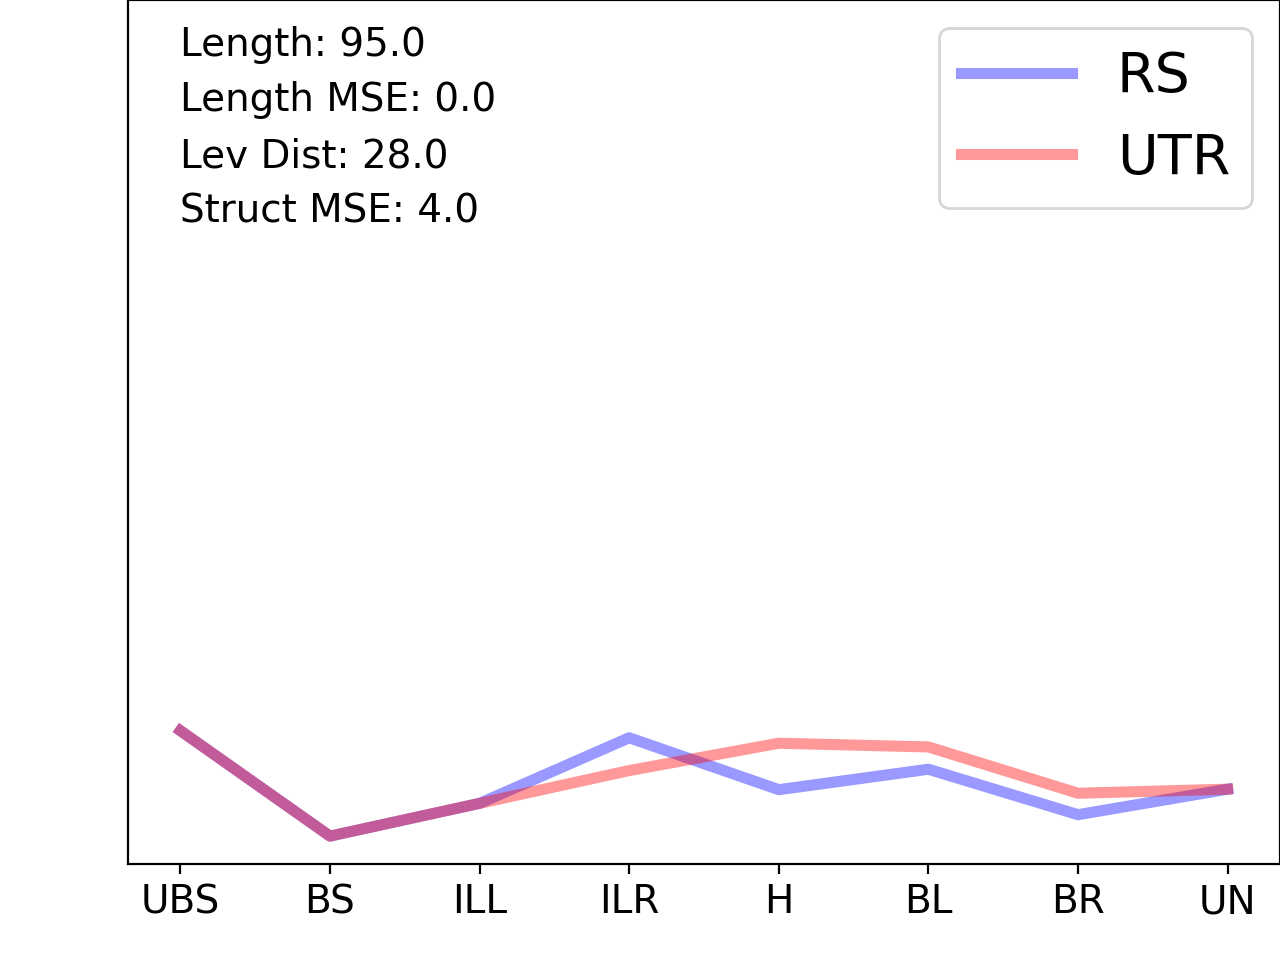 Length: 95.0
Length MSE: 0.0
Lev Dist: 28.0
Struct MSE: 4.0
RS
UTR
UBS BS ILL ILR H BL BR UN